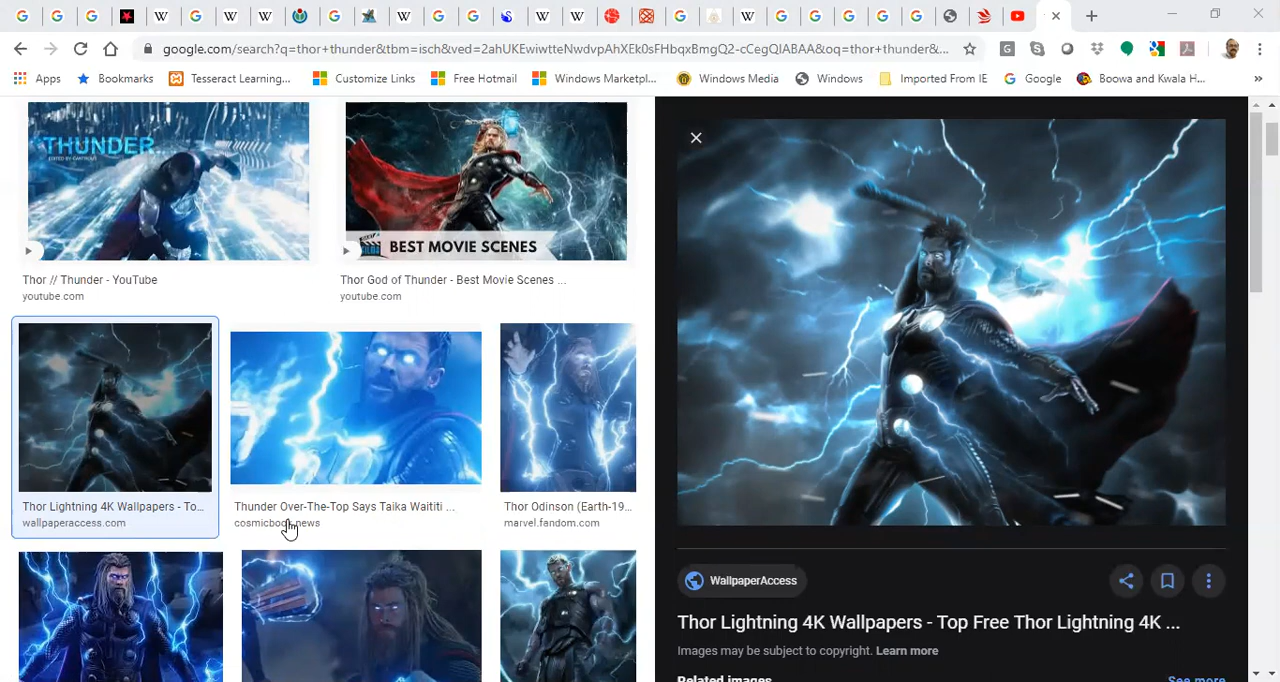 google.com/search?q=thor+thunder&tbm=isch&ved=2ahUKEwiwtteNwdvpAhXEk0sFHbqxBmgQ2-cCegQIABAA&oq=thor+thunder&...
Apps
Bookmarks
Tesseract Learning...
Customize Links
Free Hotmail
Windows Marketpl...
Windows Media
Windows
Imported From IE
Google
Boowa and Kwala H...
THUNDER
BEST MOVIE SCENES
Thor // Thunder - YouTube
youtube.com
Thor God of Thunder - Best Movie Scenes ...
youtube.com
Thor Lightning 4K Wallpapers - To...
wallpaperaccess.com
Thunder Over-The-Top Says Taika Waititi ...
Thor Odinson (Earth-19...
marvel.fandom.com
WallpaperAccess
Thor Lightning 4K Wallpapers - Top Free Thor Lightning 4K ...
Images may be subject to copyright. Learn more
Related images
See more